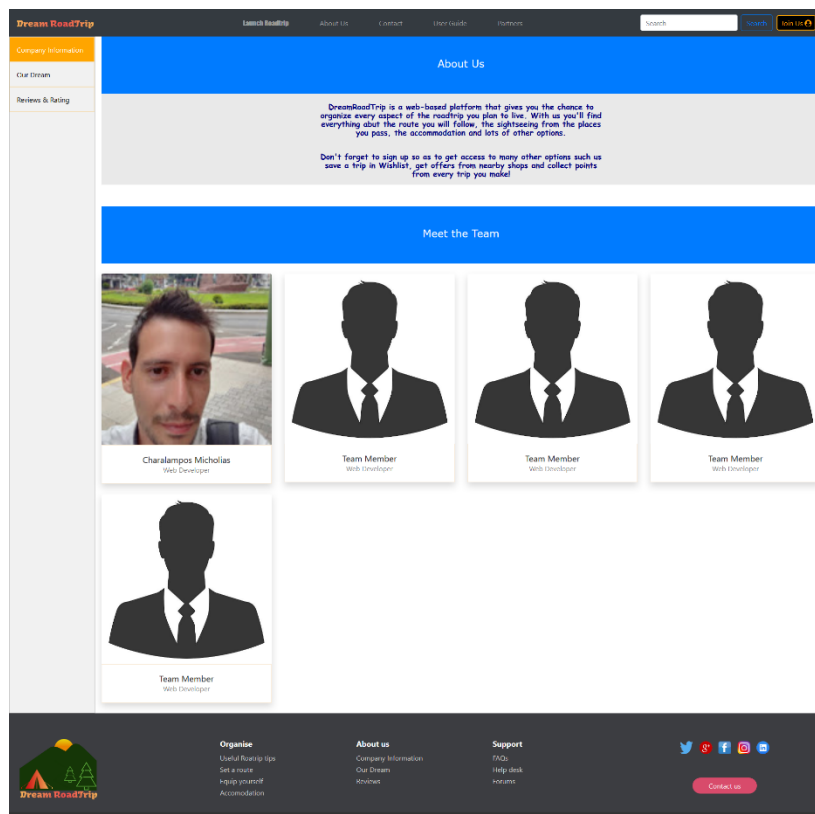 Dream RoadTrip
Launch Roadtrip
About Us
Contact
User Guide
Partners
Search
Search
Join Us
Company Information
Our Dream
Reviews & Rating
About Us
DreamRoadTrip is a web-based platform that gives you the chance to
organize every aspect of the roadtrip you plan to live. With us you'll find
everything abut the route you will follow, the sightseeing from the places
you pass, the accommodation and lots of other options.
Don't forget to sign up so as to get access to many other options such us
save a trip in Wishlist, get offers from nearby shops and collect points
from every trip you make!
Meet the Team
Charalampos Micholias
Web Developer
Team Member
Web Developer
Team Member
Web Developer
Team Member
Web Developer
Team Member
Web Developer
Dream RoadTrip
Organise
Useful Roatrip tips
Set a route
Equip yourself
Accomodation
About us
Company Information
Our Dream
Reviews
Support
FAQs
Help desk
Forums
Contact us